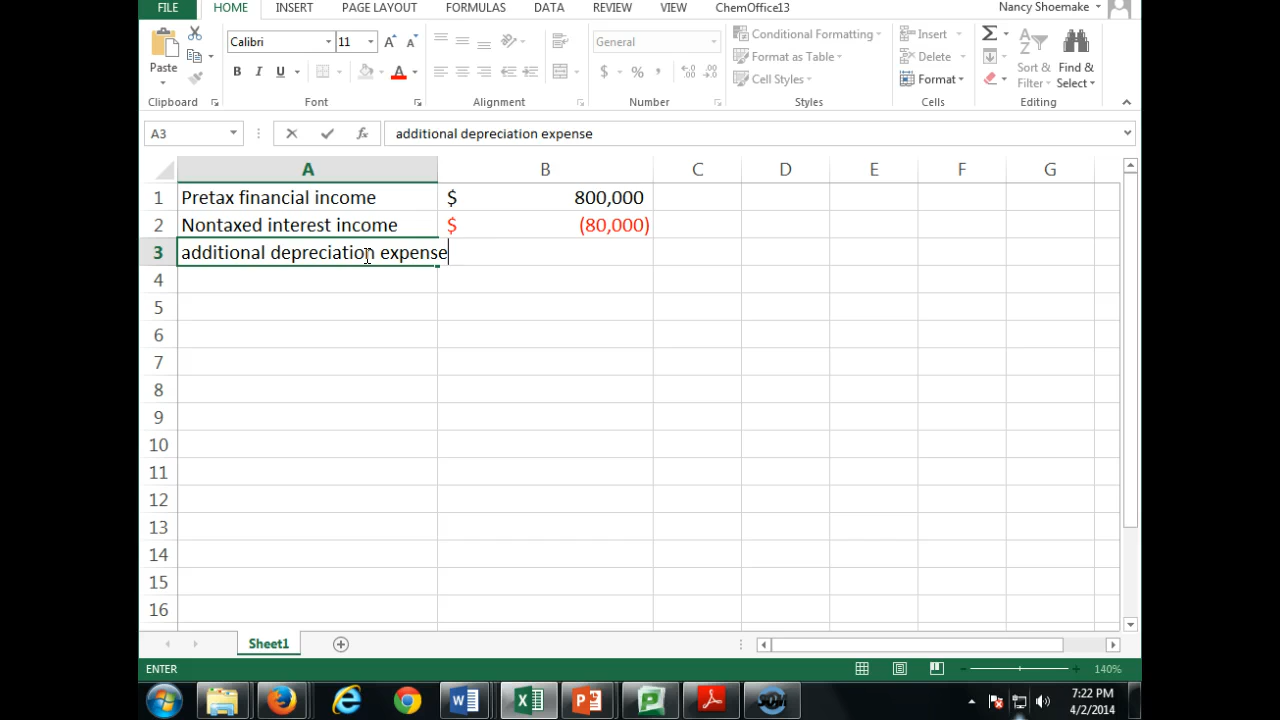 FILE HOME INSERT PAGE LAYOUT FORMULAS DATA REVIEW VIEW ChemOffice13 Nancy Shoemake
Paste
Clipboard
Calibri 11 A A
B I U A
Font
Alignment
General
$ % , .00 .0
Number
Conditional Formatting
Format as Table
Cell Styles
Styles
Insert
Delete
Format
Cells
Sort & Filter
Find & Select
Editing
A3 fx additional depreciation expense
A B C D E F G
1 Pretax financial income $ 800,000
2 Nontaxed interest income $ (80,000)
3 additional depreciation expense
4
5
6
7
8
9
10
11
12
13
14
15
16
Sheet1
ENTER 140%
7:22 PM
4/2/2014